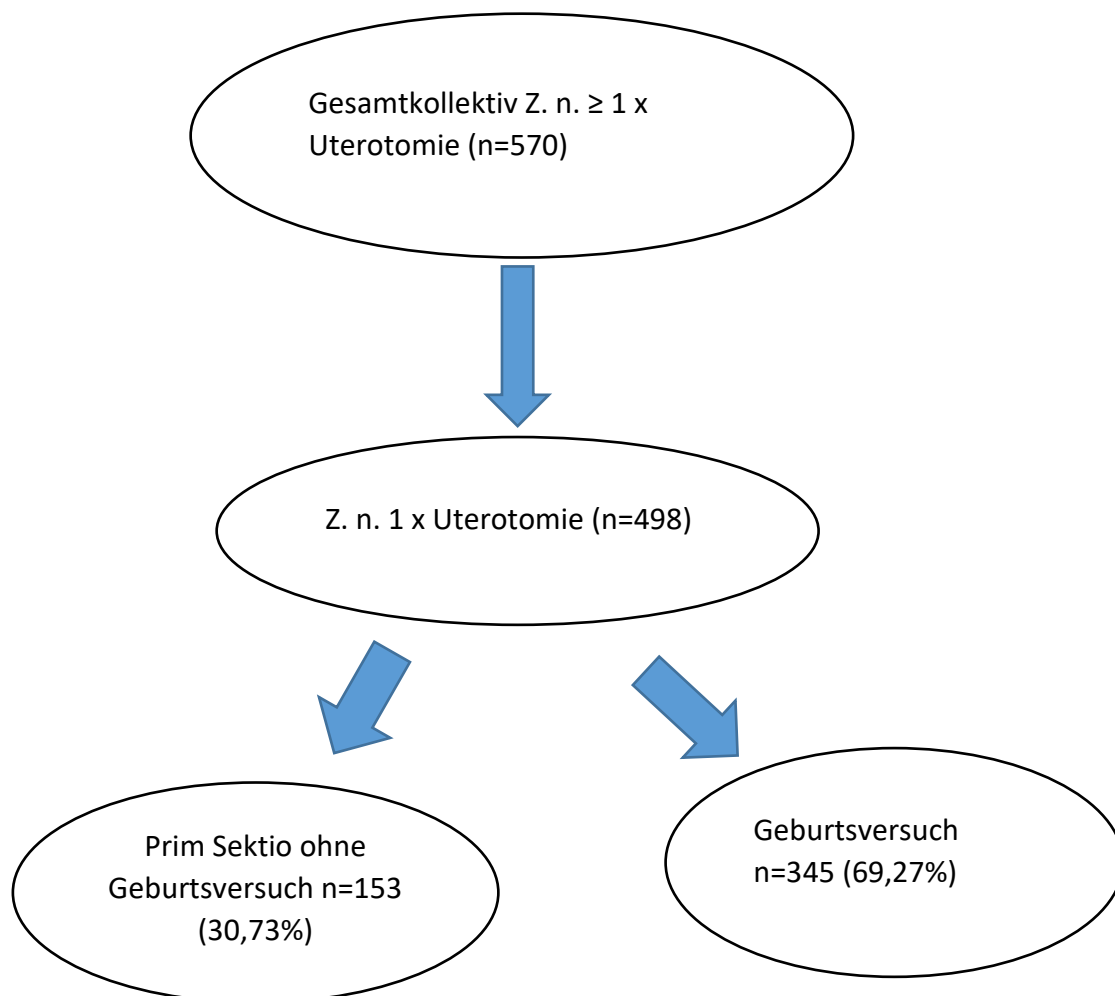 Gesamtkollektiv Z. n. ≥ 1 x
Uterotomie (n=570)
Z. n. 1 x Uterotomie (n=498)
Prim Sektio ohne
Geburtsversuch n=153
(30,73%)
Geburtsversuch
n=345 (69,27%)